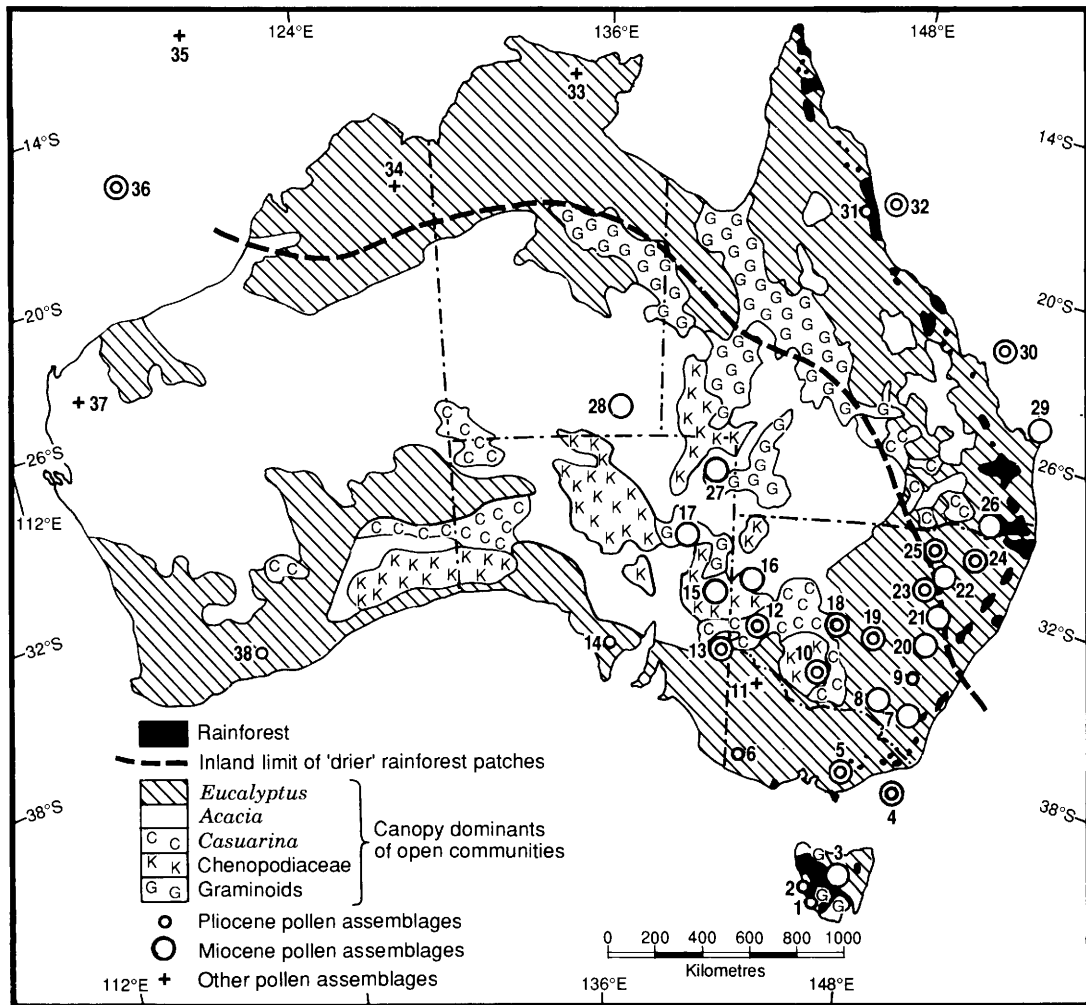 124°E 136°E 148°E
35
33
14°S 14°S
34
36
31 32
G G G G G G G G G G G G G G G
20°S 20°S
30
37
28
29
K K K K K K K G G G G G G
C C C C C
26°S 26°S
27
112°E
17
26
C C C C C C C C C
K K K K K K K K K
25 24
16
15
23 22
12 18 19
21
32°S 32°S
38
14 13
20
10
9
11
8 7
Rainforest
Inland limit of 'drier' rainforest patches
6 5
Eucalyptus
Acacia
C C Casuarina
K K Chenopodiaceae
G G Graminoids
Canopy dominants
of open communities
38°S 38°S
4
3
2
1
G G G
Pliocene pollen assemblages
Miocene pollen assemblages
Other pollen assemblages
0 200 400 600 800 1000
Kilometres
112°E 136°E 148°E